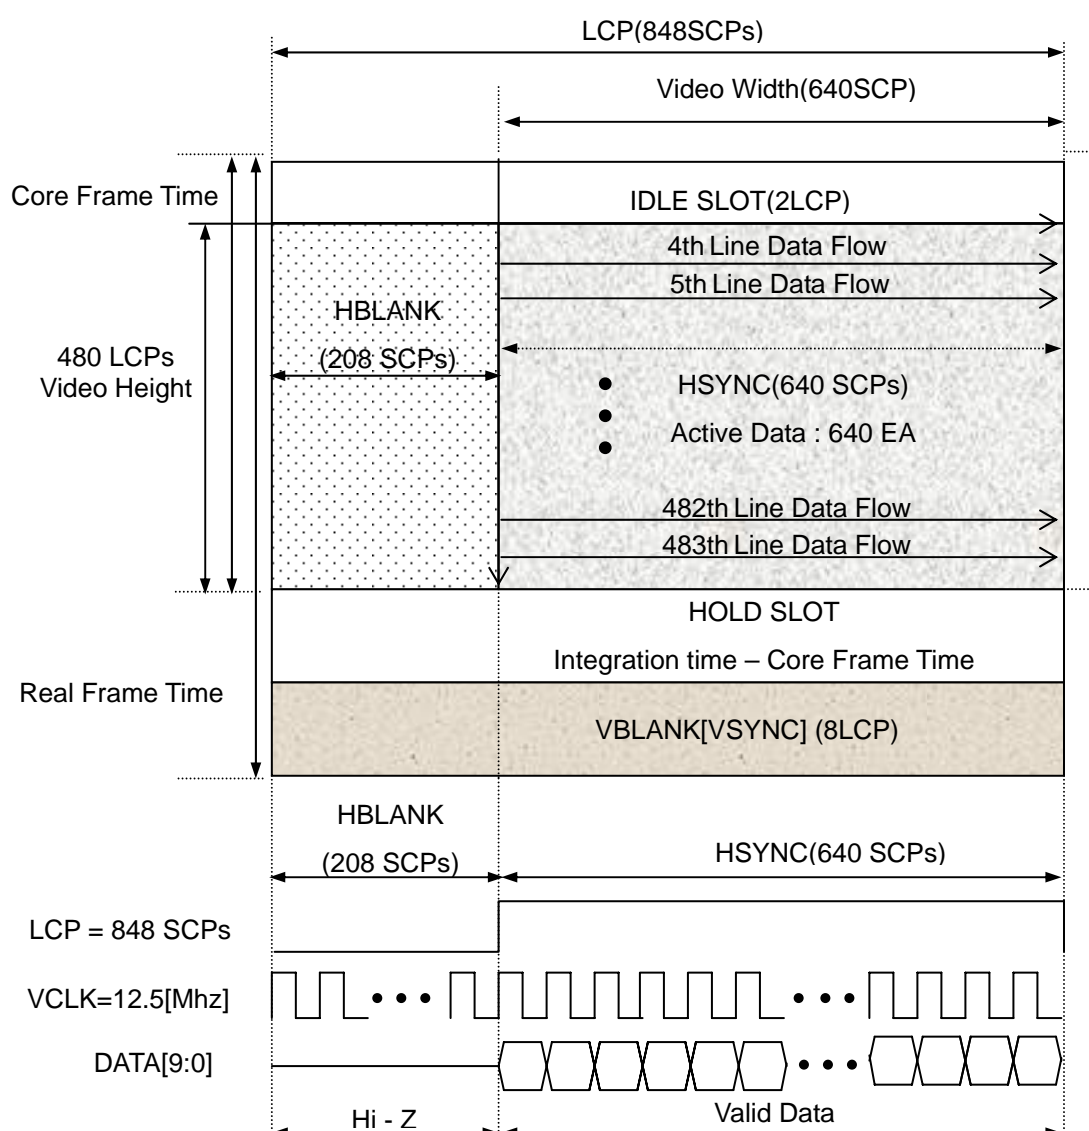 LCP(848SCPs)
Video Width(640SCP)
Core Frame Time
IDLE SLOT(2LCP)
4th Line Data Flow
5th Line Data Flow
HBLANK
(208 SCPs)
480 LCPs
Video Height
HSYNC(640 SCPs)
Active Data : 640 EA
482th Line Data Flow
483th Line Data Flow
HOLD SLOT
Integration time – Core Frame Time
Real Frame Time
VBLANK[VSYNC] (8LCP)
HBLANK
(208 SCPs)
HSYNC(640 SCPs)
LCP = 848 SCPs
VCLK=12.5[Mhz]
DATA[9:0]
Hi - Z
Valid Data